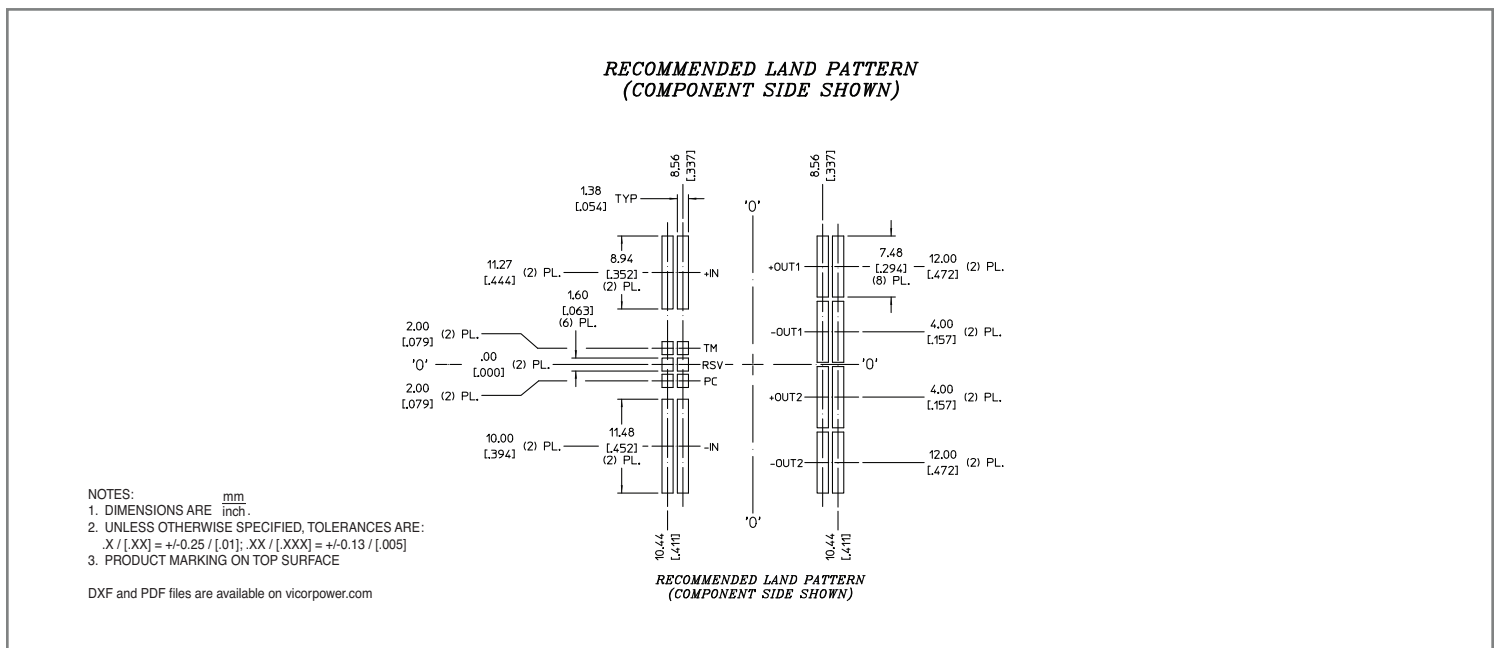 RECOMMENDED LAND PATTERN
(COMPONENT SIDE SHOWN)
8.56
[.337]
8.56
[.337]
1.38
[.054]
TYP
'0'
11.27
[.444]
(2) PL.
8.94
[.352]
(2) PL.
+IN
+OUT1
7.48
[.294]
(8) PL.
12.00
[.472]
(2) PL.
1.60
[.063]
(6) PL.
2.00
[.079]
(2) PL.
TM
-OUT1
4.00
[.157]
(2) PL.
'0'
.00
[.000]
(2) PL.
RSV
'0'
2.00
[.079]
(2) PL.
PC
+OUT2
4.00
[.157]
(2) PL.
10.00
[.394]
(2) PL.
11.48
[.452]
(2) PL.
-IN
-OUT2
12.00
[.472]
(2) PL.
'0'
10.44
[.411]
10.44
[.411]
RECOMMENDED LAND PATTERN
(COMPONENT SIDE SHOWN)
NOTES:
1. DIMENSIONS ARE mm
inch.
2. UNLESS OTHERWISE SPECIFIED, TOLERANCES ARE:
.X / [.XX] = +/-0.25 / [.01]; .XX / [.XXX] = +/-0.13 / [.005]
3. PRODUCT MARKING ON TOP SURFACE
DXF and PDF files are available on vicorpower.com